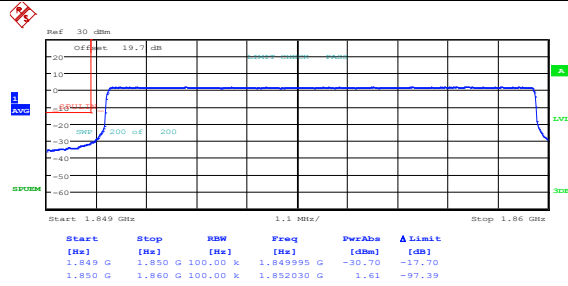 Ref 30 dBm
Offset 19.7 dB
LIMIT CHECK PASS
20
10
A
0
1
AVG
-10
SPULIN
LVL
-20
SWP 200 of 200
-30
-40
-50
SPUEM
-60
3DB
Start 1.849 GHz 1.1 MHz/ Stop 1.86 GHz
Start Stop RBW Freq PwrAbs Δ Limit
[Hz] [Hz] [Hz] [Hz] [dBm] [dB]
1.849 G 1.850 G 100.00 k 1.849995 G -30.70 -17.70
1.850 G 1.860 G 100.00 k 1.852030 G 1.61 -97.39